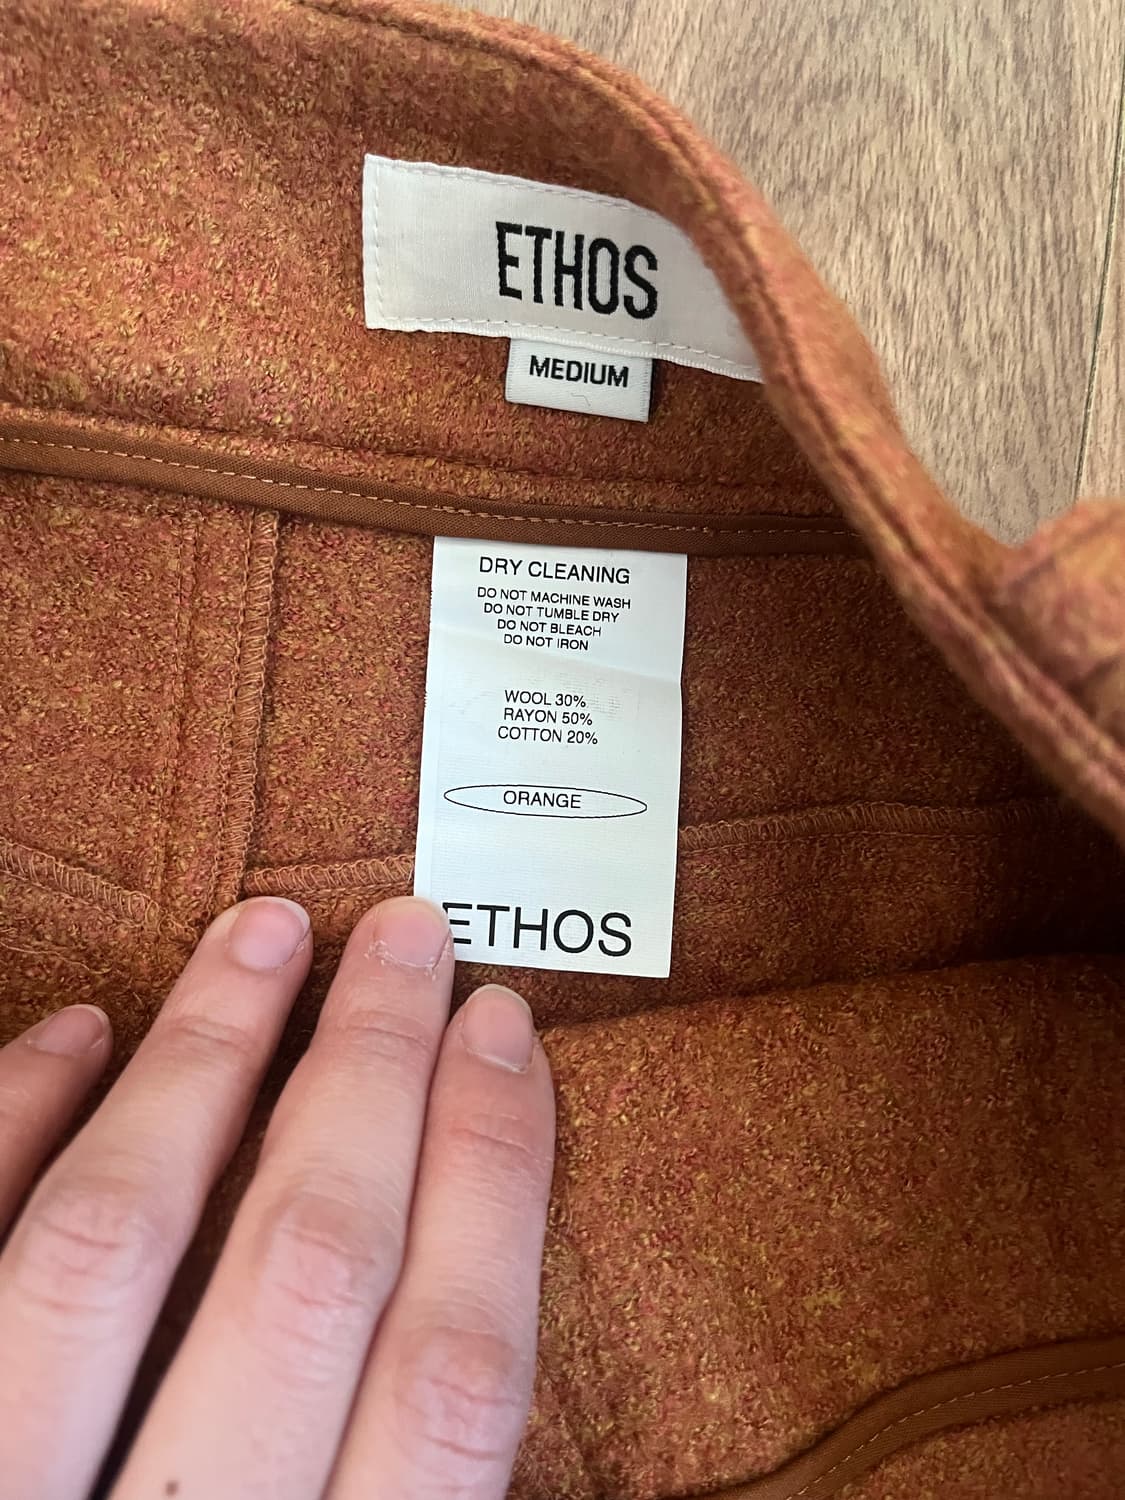 ETHOS
MEDIUM
DRY CLEANING
DO NOT MACHINE WASH
DO NOT TUMBLE DRY
DO NOT BLEACH
DO NOT IRON
WOOL 30%
RAYON 50%
COTTON 20%
ORANGE
ETHOS